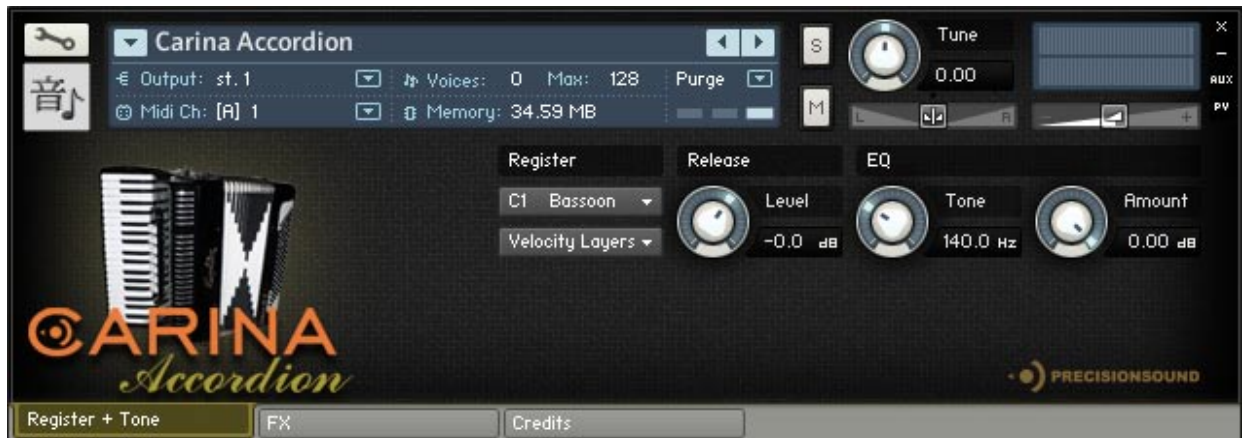 Carina Accordion
S
Tune
×
–
Output: st. 1
Voices: 0 Max: 128
Purge
0.00
AUX
音♪
Midi Ch: [A] 1
Memory: 34.59 MB
M
L
R
–
+
PV
Register
Release
EQ
C1 Bassoon
Level
Tone
Amount
Velocity Layers
-0.0 dB
140.0 Hz
0.00 dB
CARINA
Accordion
PRECISIONSOUND
Register + Tone
FX
Credits